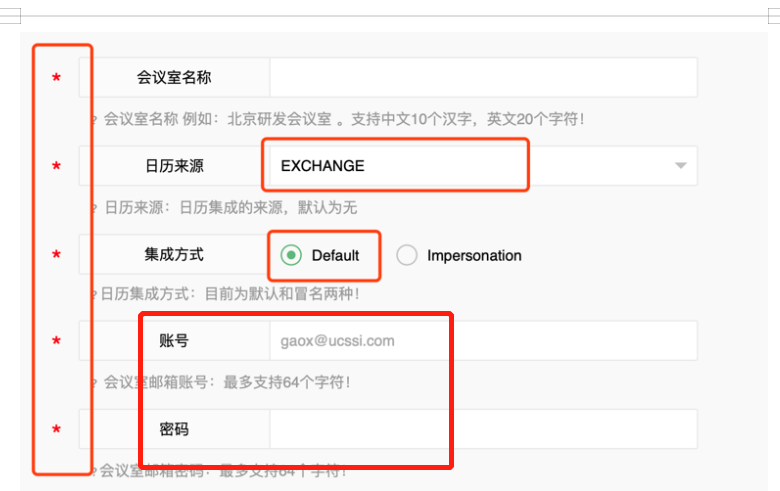 * 会议室名称
? 会议室名称 例如：北京研发会议室 。支持中文10个汉字，英文20个字符！
* 日历来源 EXCHANGE
? 日历来源：日历集成的来源，默认为无
* 集成方式 Default Impersonation
? 日历集成方式：目前为默认和冒名两种！
* 账号 gaox@ucssi.com
? 会议室邮箱账号：最多支持64个字符！
* 密码
? 会议室邮箱密码：最多支持64个字符！